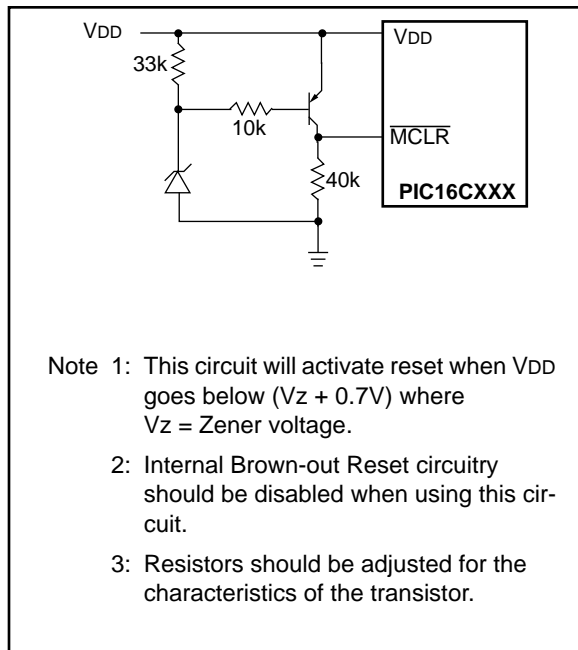 VDD
VDD
33k
10k
MCLR
40k
PIC16CXXX
Note 1: This circuit will activate reset when VDD
goes below (Vz + 0.7V) where
Vz = Zener voltage.
2: Internal Brown-out Reset circuitry
should be disabled when using this cir-
cuit.
3: Resistors should be adjusted for the
characteristics of the transistor.